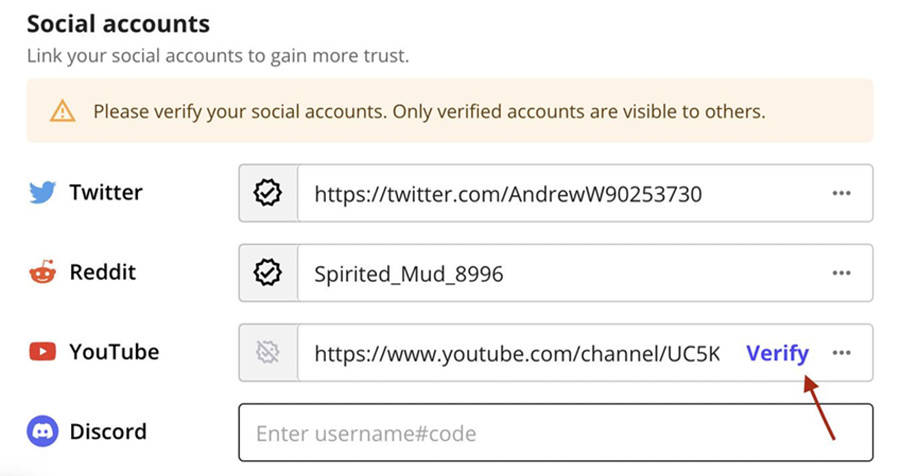 Social accounts
Link your social accounts to gain more trust.
Please verify your social accounts. Only verified accounts are visible to others.
Twitter https://twitter.com/AndrewW90253730 •••
Reddit Spirited_Mud_8996 •••
YouTube https://www.youtube.com/channel/UC5K Verify •••
Discord Enter username#code